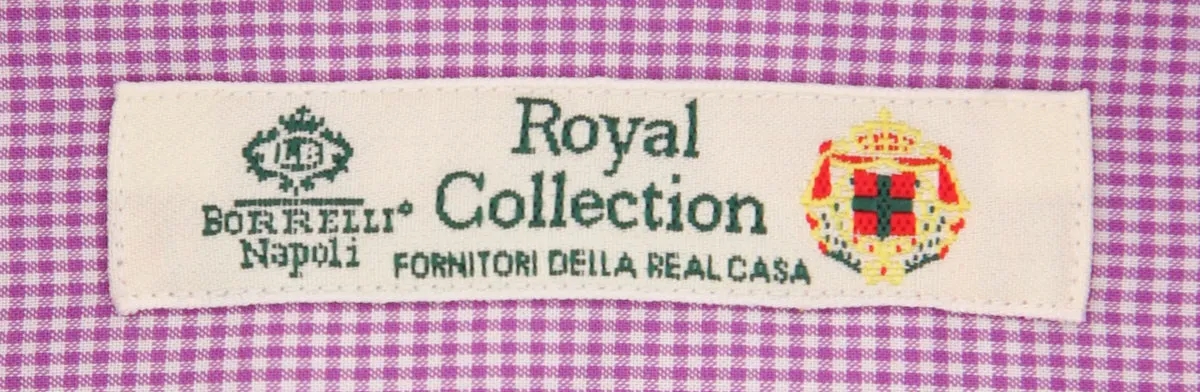 LB
BORRELLI
Napoli
Royal
Collection
FORNITORI DELLA REAL CASA